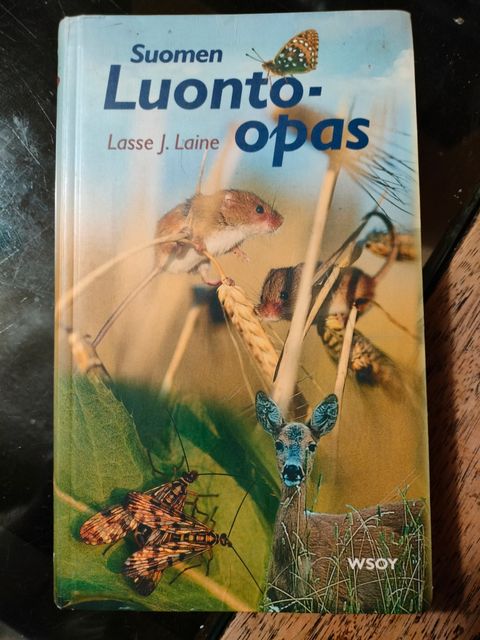 Suomen
Luonto-
Lasse J. Laine opas
WSOY